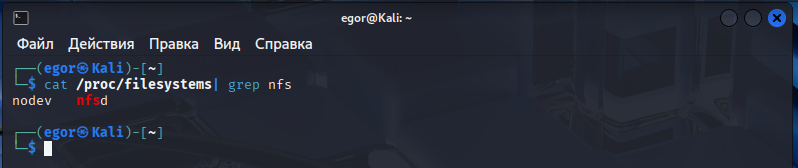 egor@Kali: ~
Файл Действия Правка Вид Справка
┌──(egor㉿Kali)-[~]
└─$ cat /proc/filesystems| grep nfs
nodev   nfsd
┌──(egor㉿Kali)-[~]
└─$